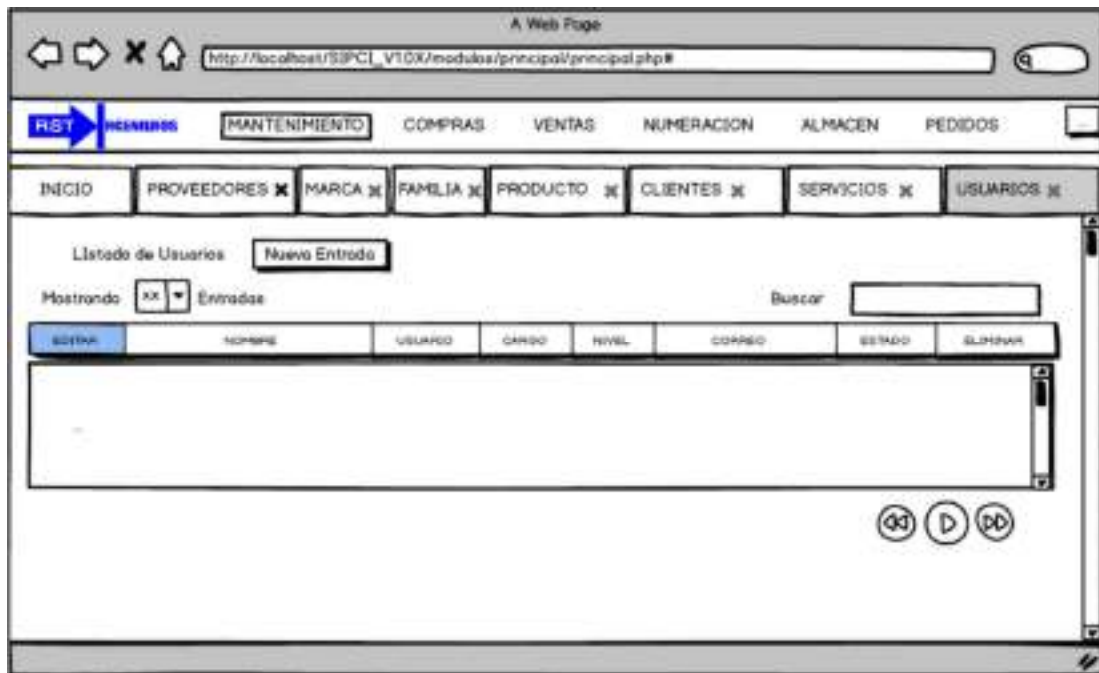 A Web Page
http://localhost/SIPCI_V10X/modulos/principal/principal.php#
RST INGENIEROS MANTENIMIENTO COMPRAS VENTAS NUMERACION ALMACEN PEDIDOS ...
INICIO PROVEEDORES X MARCA X FAMILIA X PRODUCTO X CLIENTES X SERVICIOS X USUARIOS X
LIstado de Usuarios Nueva Entrada
Mostrando xx Entradas Buscar
EDITAR NOMBRE USUARIO CARGO NIVEL CORREO ESTADO ELIMINAR